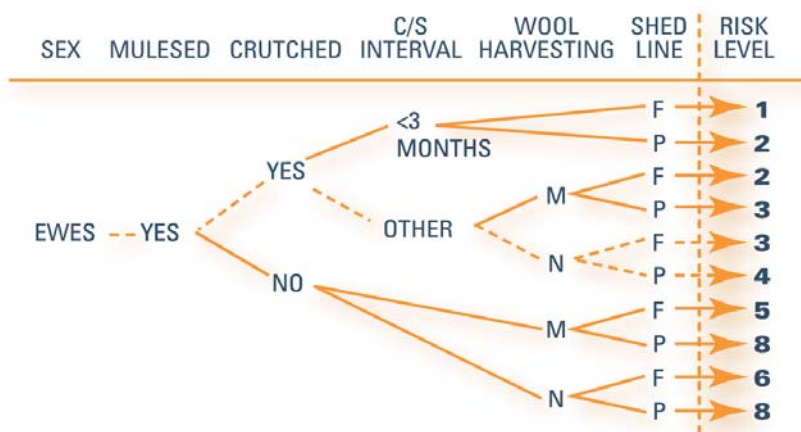 SEX MULESED CRUTCHED C/S INTERVAL WOOL HARVESTING SHED LINE RISK LEVEL
F 1
<3 MONTHS
P 2
YES
F 2
M
P 3
EWES YES
OTHER
F 3
N
P 4
NO
F 5
M
P 8
F 6
N
P 8